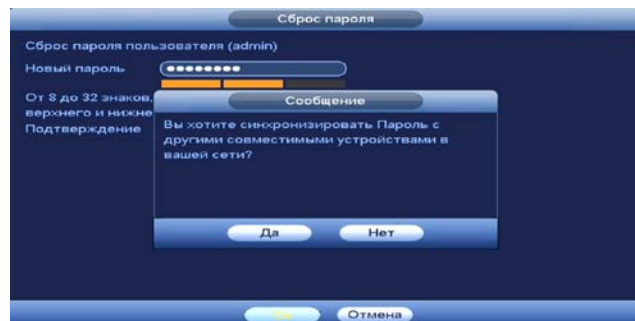 Сброс пароля
Сброс пароля пользователя (admin)
Новый пароль
От 8 до 32 знаков,
верхнего и нижне
Подтверждение
Сообщение
Вы хотите синхронизировать Пароль с
другими совместимыми устройствами в
вашей сети?
Да Нет
Отмена